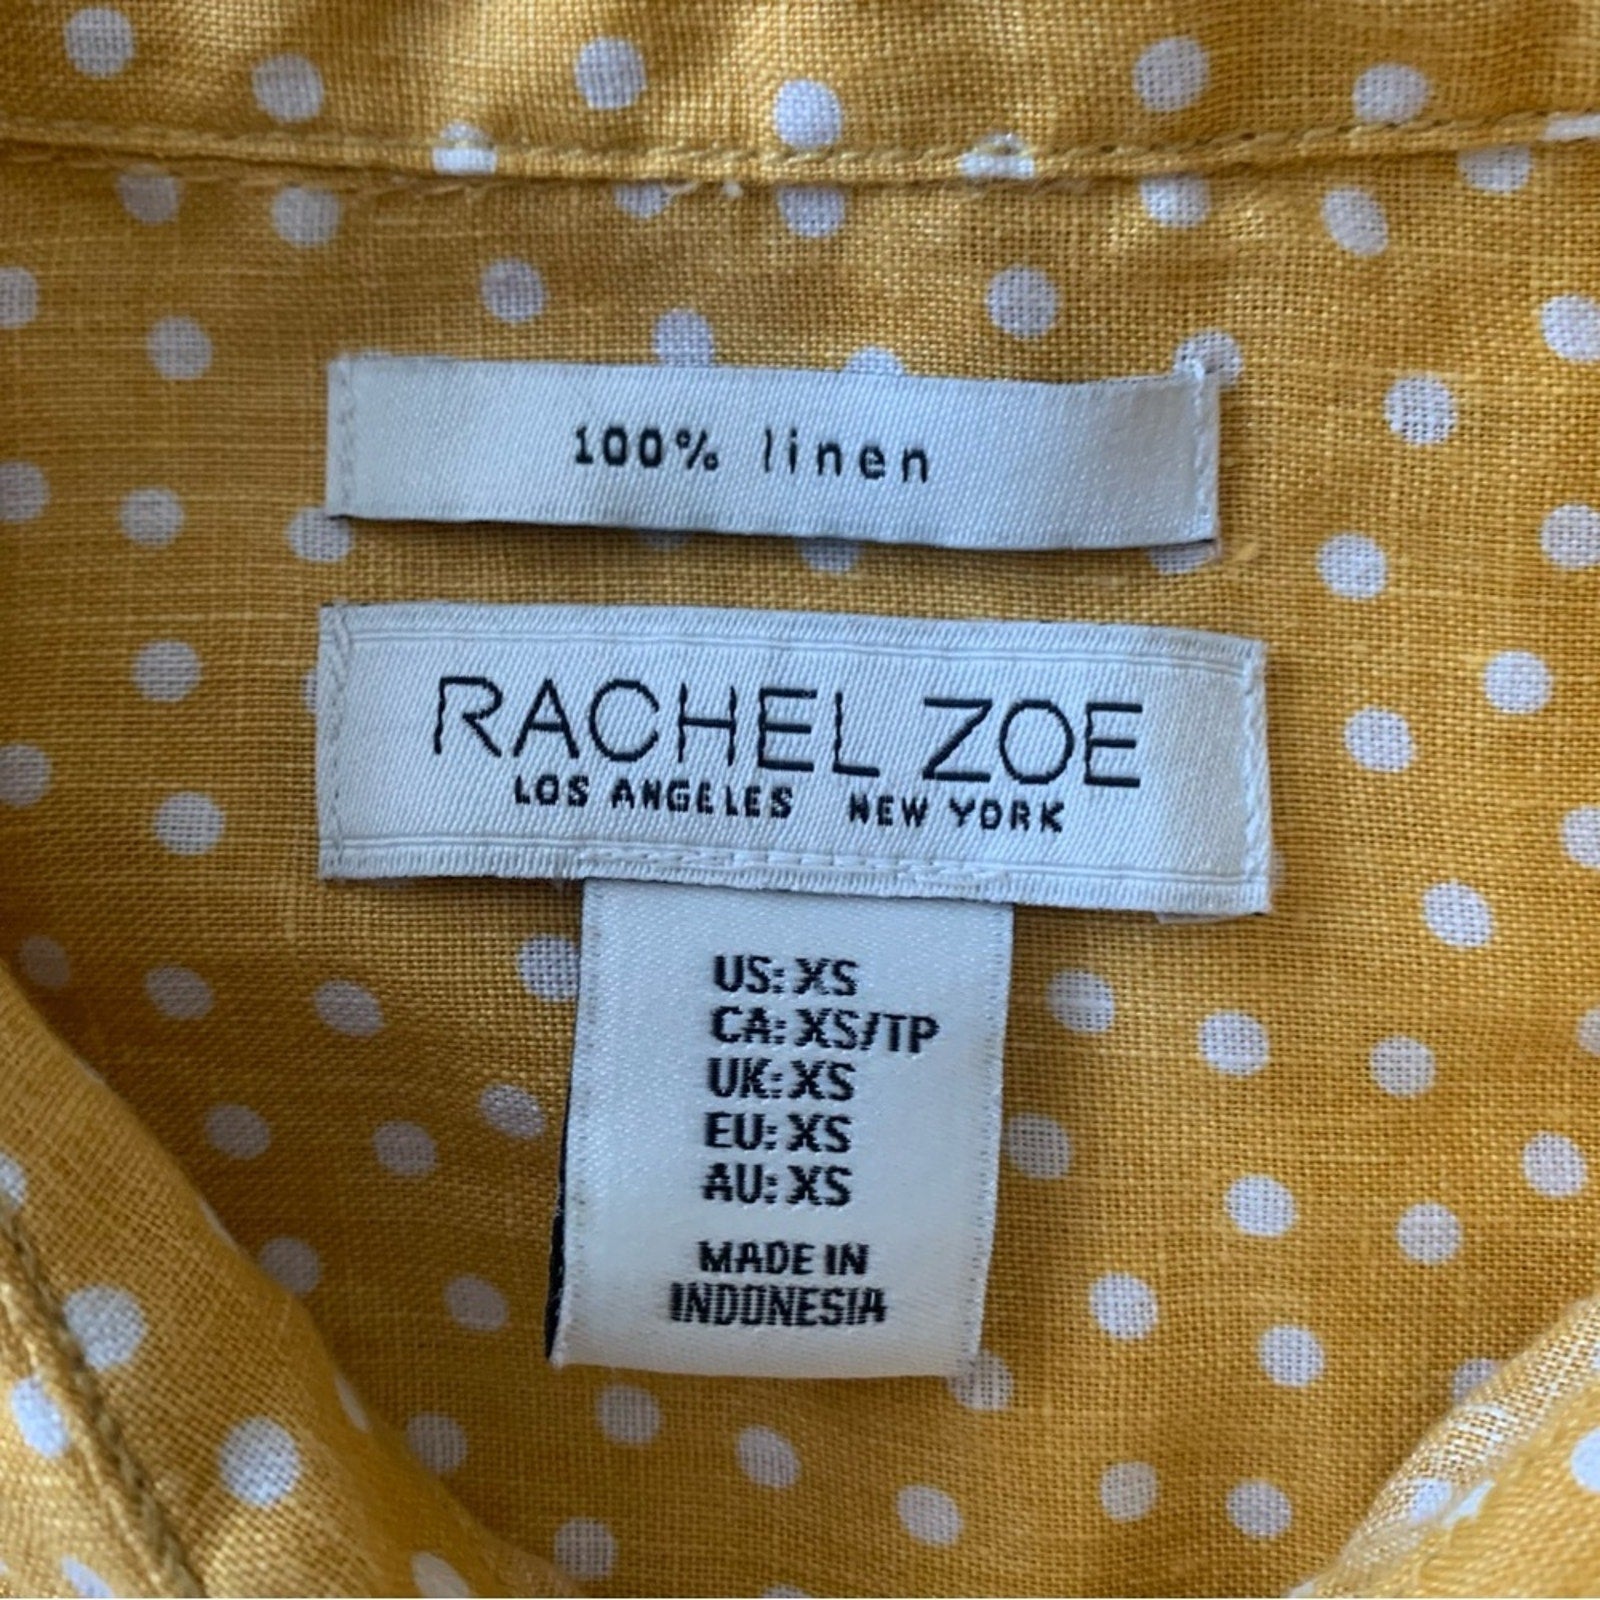 100% linen
RACHEL ZOE
LOS ANGELES NEW YORK
US: XS
CA: XS/TP
UK: XS
EU: XS
AU: XS
MADE IN
INDONESIA